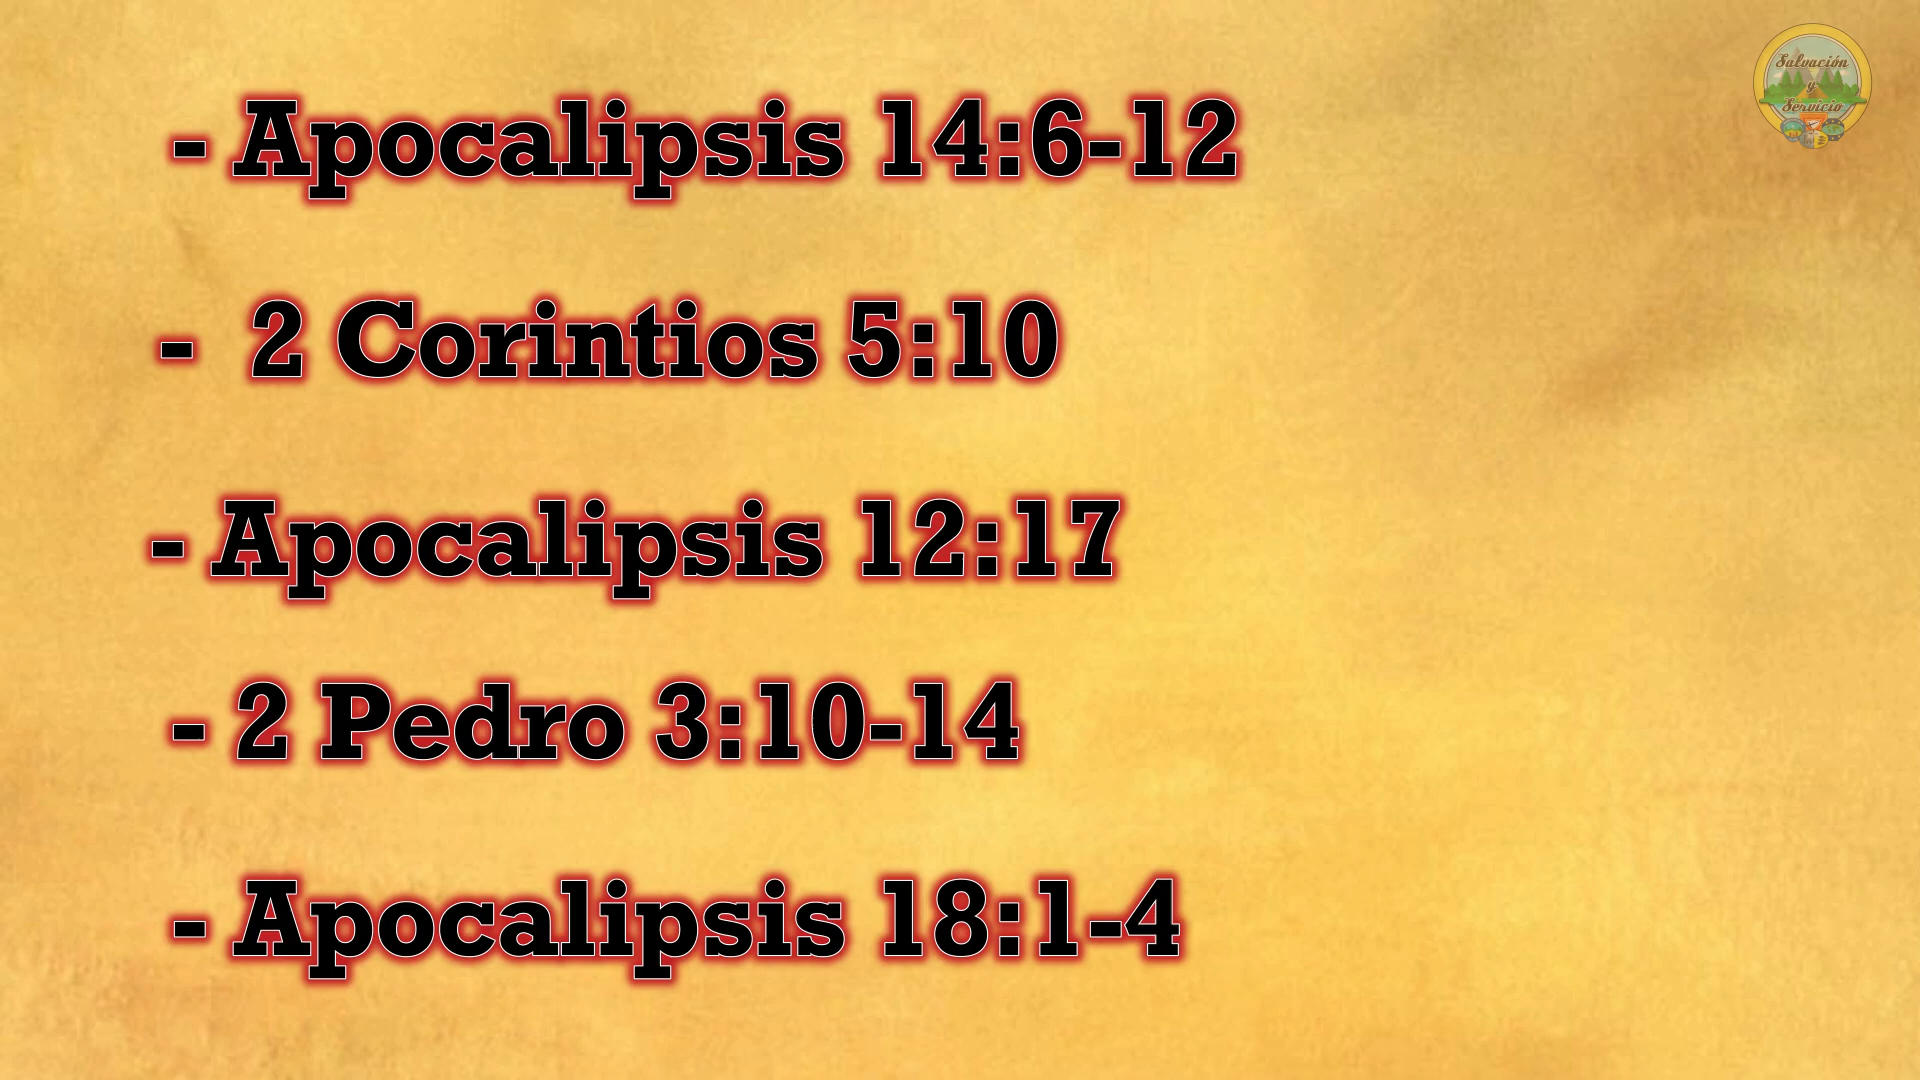 Salvación
y
Servicio
- Apocalipsis 14:6-12
- 2 Corintios 5:10
- Apocalipsis 12:17
- 2 Pedro 3:10-14
- Apocalipsis 18:1-4